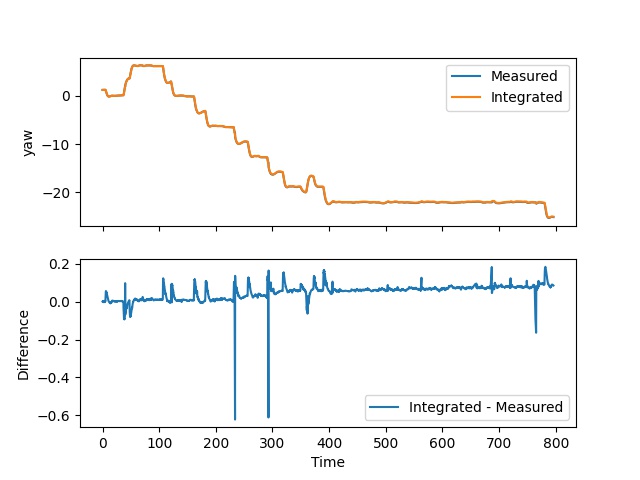 Measured
Integrated
yaw
0
−10
−20
Integrated - Measured
Difference
0.2
0.0
−0.2
−0.4
−0.6
0 100 200 300 400 500 600 700 800
Time